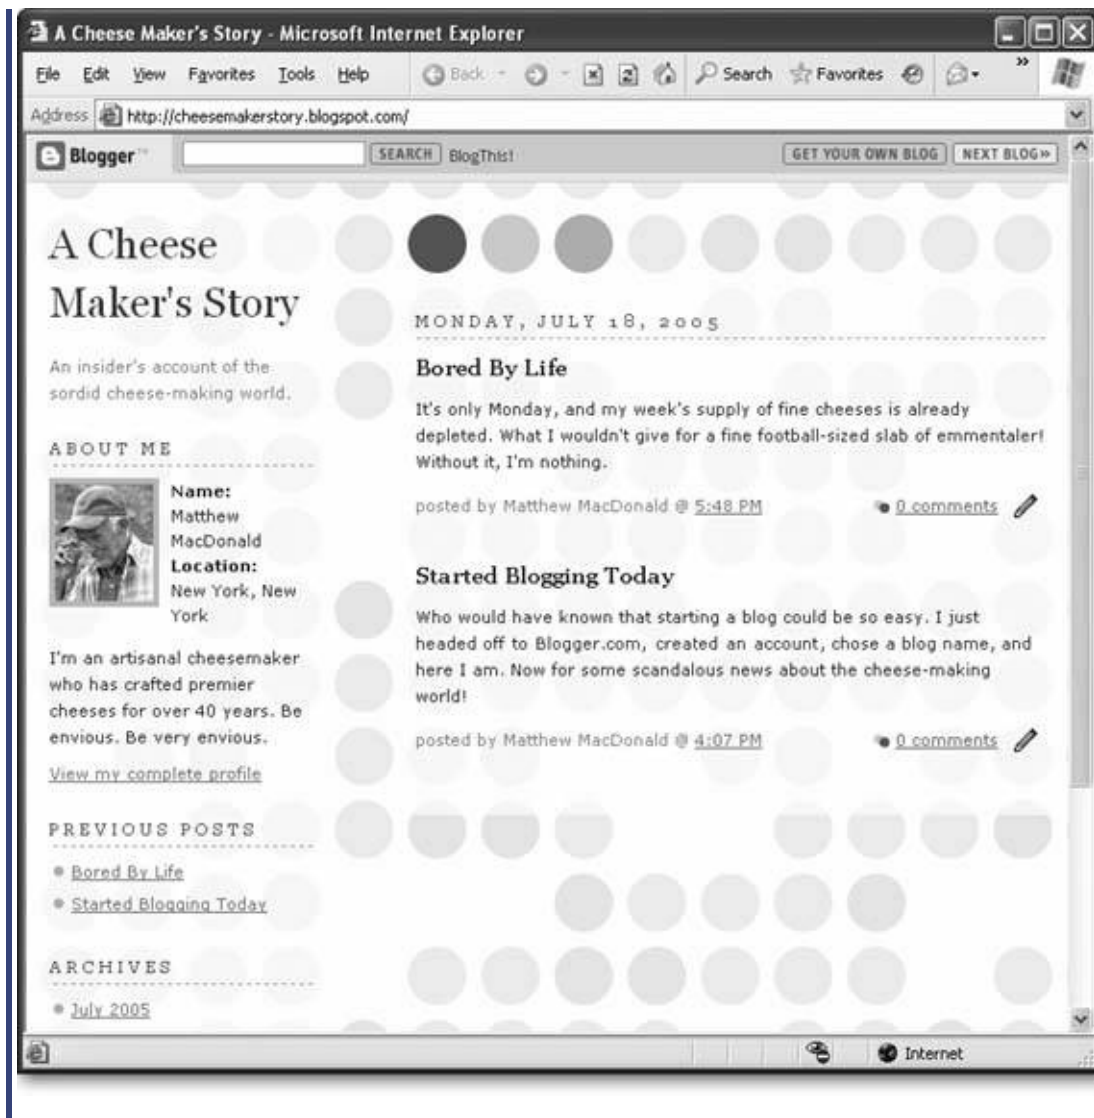 A Cheese Maker's Story - Microsoft Internet Explorer
File Edit View Favorites Tools Help Back Search Favorites »
Address http://cheesemakerstory.blogspot.com/
Blogger™ SEARCH BlogThis! GET YOUR OWN BLOG NEXT BLOG»
A Cheese
Maker's Story
An insider's account of the
sordid cheese-making world.
ABOUT ME
Name:
Matthew
MacDonald
Location:
New York, New
York
I'm an artisanal cheesemaker
who has crafted premier
cheeses for over 40 years. Be
envious. Be very envious.
View my complete profile
PREVIOUS POSTS
Bored By Life
Started Blogging Today
ARCHIVES
July 2005
MONDAY, JULY 18, 2005
Bored By Life
It's only Monday, and my week's supply of fine cheeses is already
depleted. What I wouldn't give for a fine football-sized slab of emmentaler!
Without it, I'm nothing.
posted by Matthew MacDonald @ 5:48 PM 0 comments
Started Blogging Today
Who would have known that starting a blog could be so easy. I just
headed off to Blogger.com, created an account, chose a blog name, and
here I am. Now for some scandalous news about the cheese-making
world!
posted by Matthew MacDonald @ 4:07 PM 0 comments
Internet